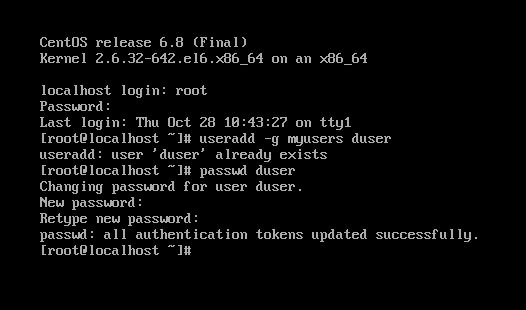 CentOS release 6.8 (Final)
Kernel 2.6.32-642.el6.x86_64 on an x86_64
localhost login: root
Password:
Last login: Thu Oct 28 10:43:27 on tty1
[root@localhost ~]# useradd -g myusers duser
useradd: user 'duser' already exists
[root@localhost ~]# passwd duser
Changing password for user duser.
New password:
Retype new password:
passwd: all authentication tokens updated successfully.
[root@localhost ~]#